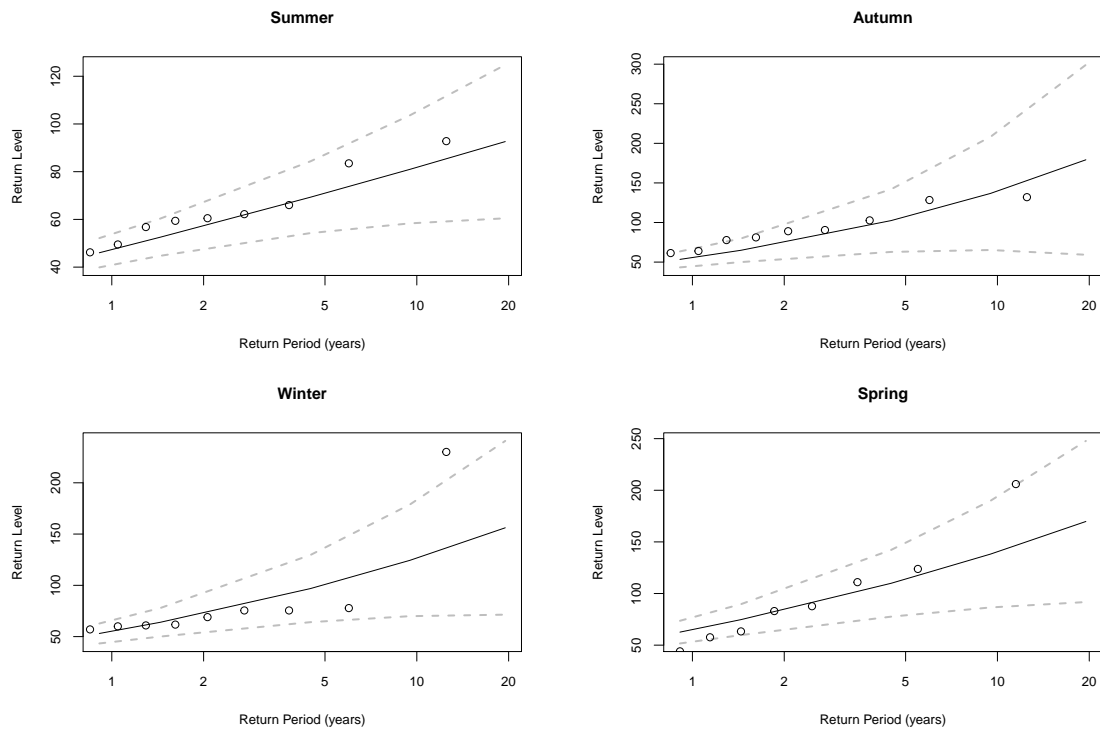 Summer
Return Level
120
100
80
60
40
1 2 5 10 20
Return Period (years)
Autumn
Return Level
300
250
200
150
100
50
1 2 5 10 20
Return Period (years)
Winter
Return Level
200
150
100
50
1 2 5 10 20
Return Period (years)
Spring
Return Level
250
200
150
100
50
1 2 5 10 20
Return Period (years)